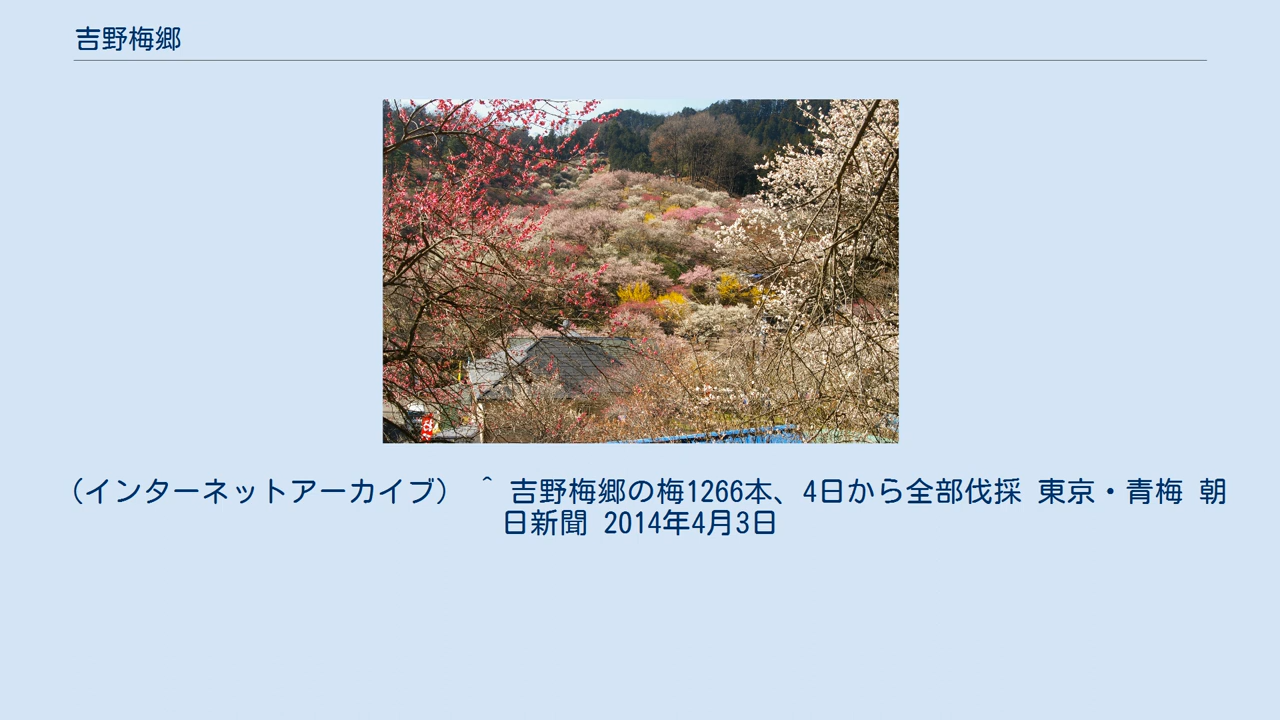 吉野梅郷
（インターネットアーカイブ） ^ 吉野梅郷の梅1266本、4日から全部伐採 東京・青梅 朝
日新聞 2014年4月3日